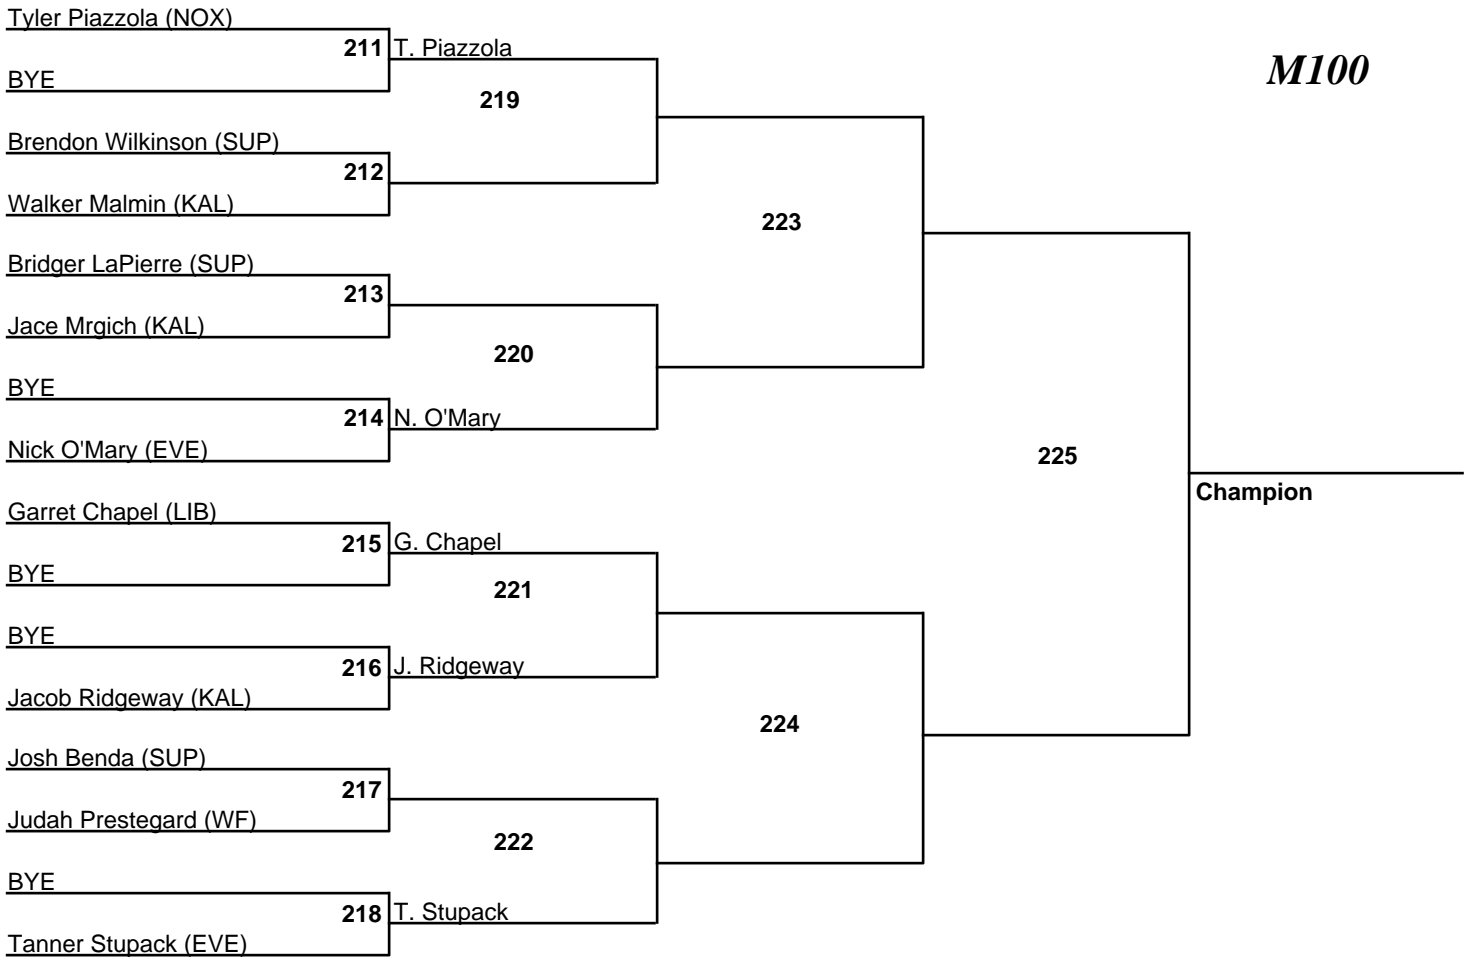 Tyler Piazzola (NOX)
211 T. Piazzola
BYE
M100
219
Brendon Wilkinson (SUP)
212
Walker Malmin (KAL)
223
Bridger LaPierre (SUP)
213
Jace Mrgich (KAL)
220
BYE
214 N. O'Mary
Nick O'Mary (EVE)
225
Champion
Garret Chapel (LIB)
215 G. Chapel
BYE
221
BYE
216 J. Ridgeway
Jacob Ridgeway (KAL)
224
Josh Benda (SUP)
217
Judah Prestegard (WF)
222
BYE
218 T. Stupack
Tanner Stupack (EVE)